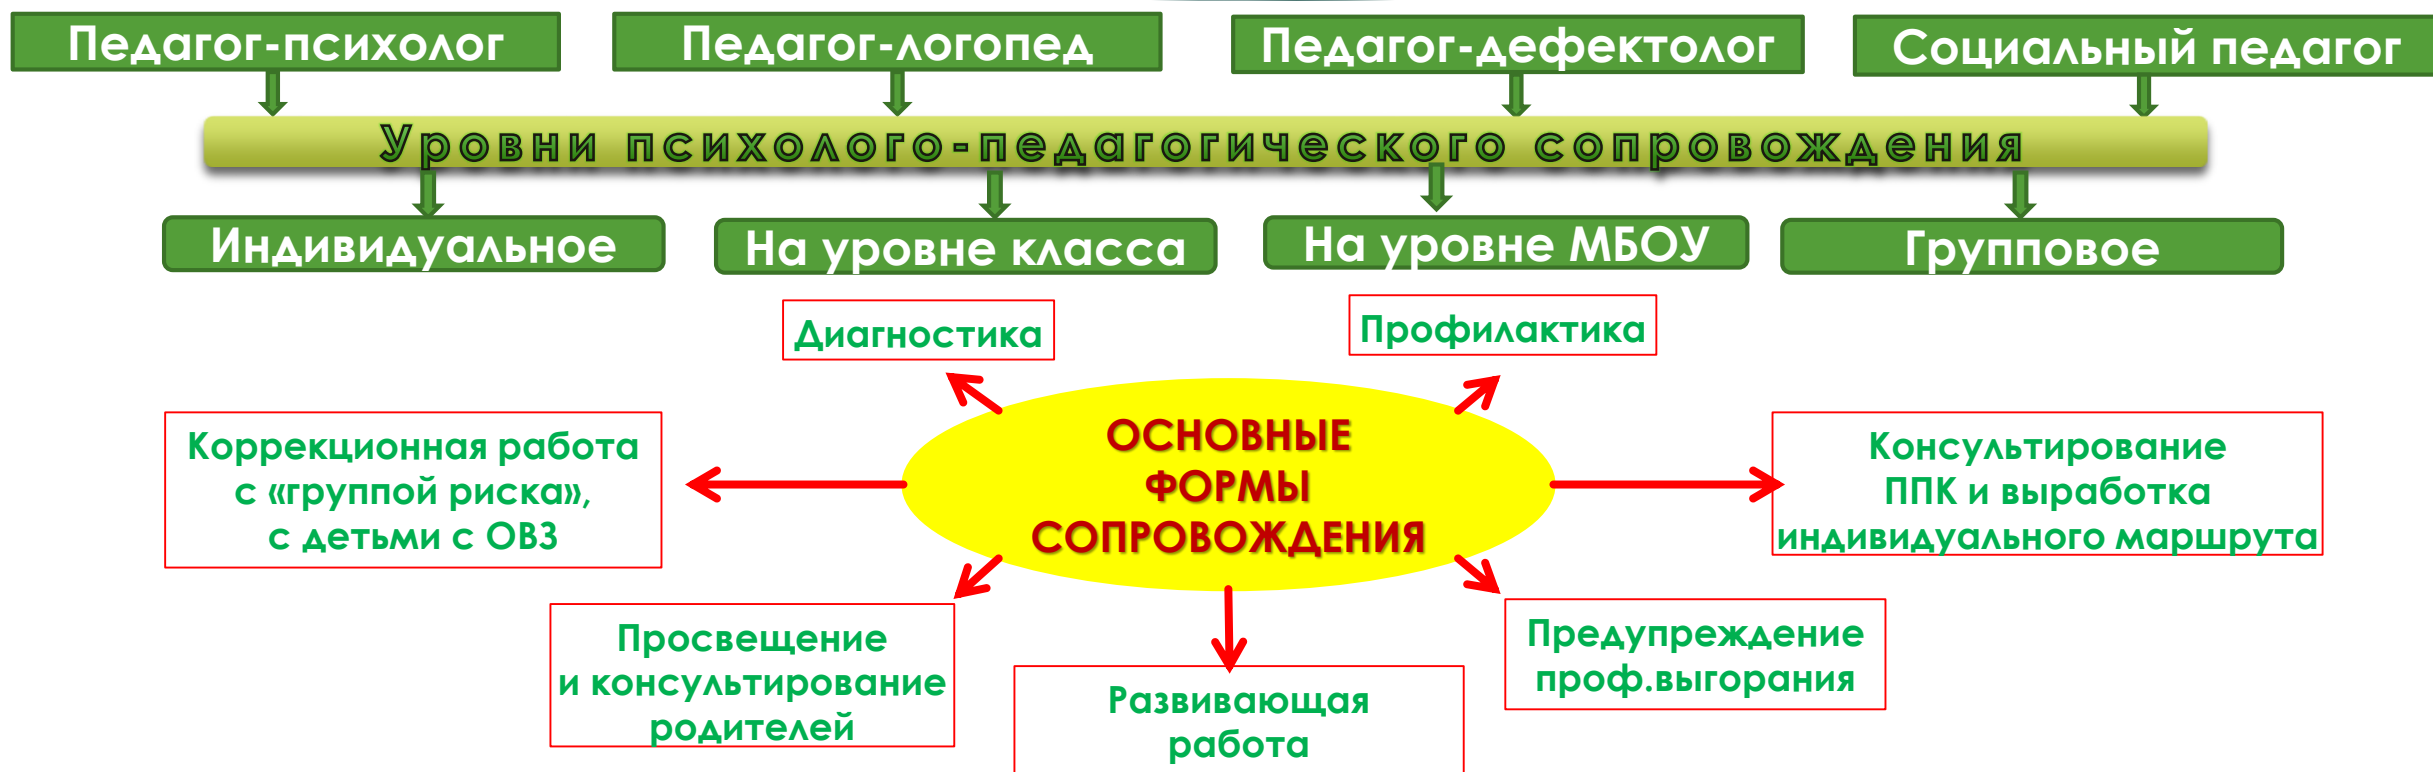 Педагог-психолог
Педагог-логопед
Педагог-дефектолог
Социальный педагог
Уровни психолого-педагогического сопровождения
Индивидуальное
На уровне класса
На уровне МБОУ
Групповое
Диагностика
Профилактика
Коррекционная работа
с «группой риска»,
с детьми с ОВЗ
ОСНОВНЫЕ
ФОРМЫ
СОПРОВОЖДЕНИЯ
Консультирование
ППК и выработка
индивидуального маршрута
Просвещение
и консультирование
родителей
Развивающая
работа
Предупреждение
проф.выгорания